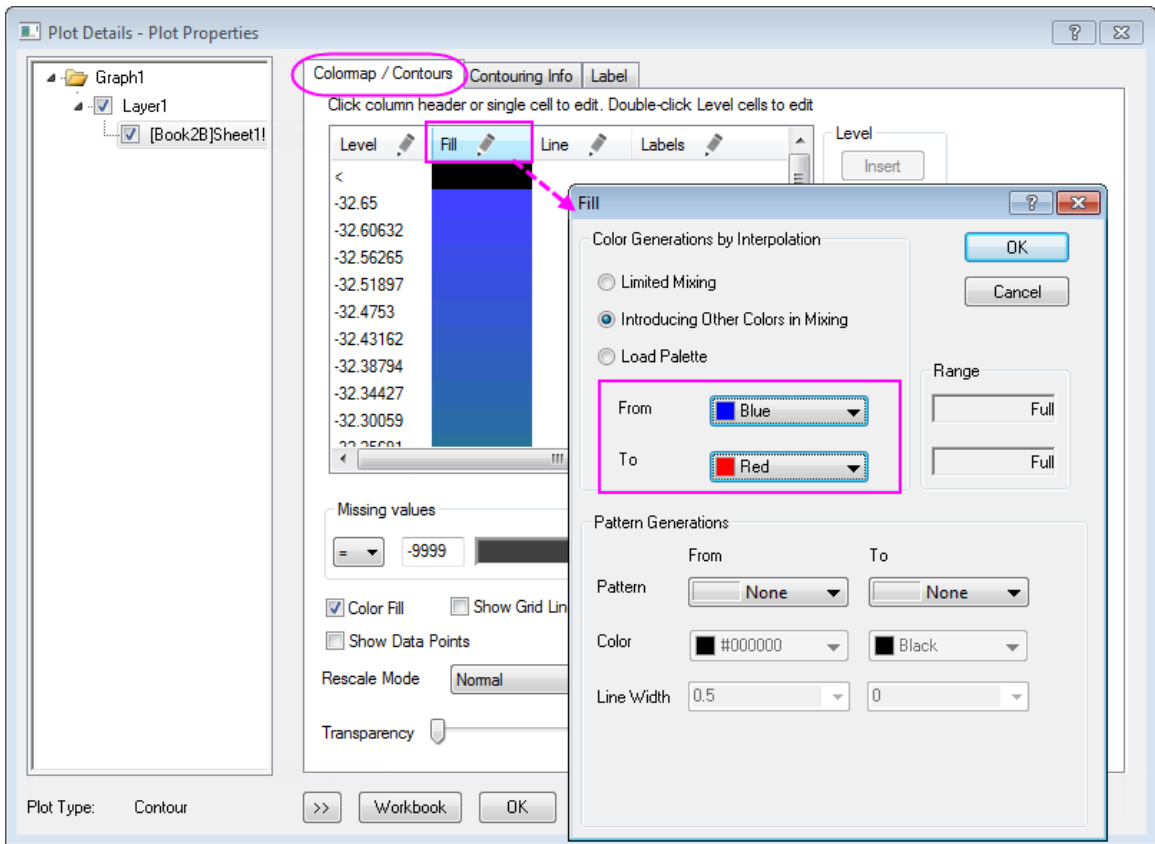 Plot Details - Plot Properties
Graph1
Layer1
[Book2B]Sheet1!
Colormap / Contours
Contouring Info
Label
Click column header or single cell to edit. Double-click Level cells to edit
Level
Fill
Line
Labels
Level
Insert
<
-32.65
-32.60632
-32.56265
-32.51897
-32.4753
-32.43162
-32.38794
-32.34427
-32.30059
Missing values
=
-9999
Color Fill
Show Grid Lin
Show Data Points
Rescale Mode
Normal
Transparency
Plot Type:
Contour
>>
Workbook
OK
Fill
Color Generations by Interpolation
OK
Limited Mixing
Cancel
Introducing Other Colors in Mixing
Load Palette
Range
From
Blue
Full
To
Red
Full
Pattern Generations
From
To
Pattern
None
None
Color
#000000
Black
Line Width
0.5
0